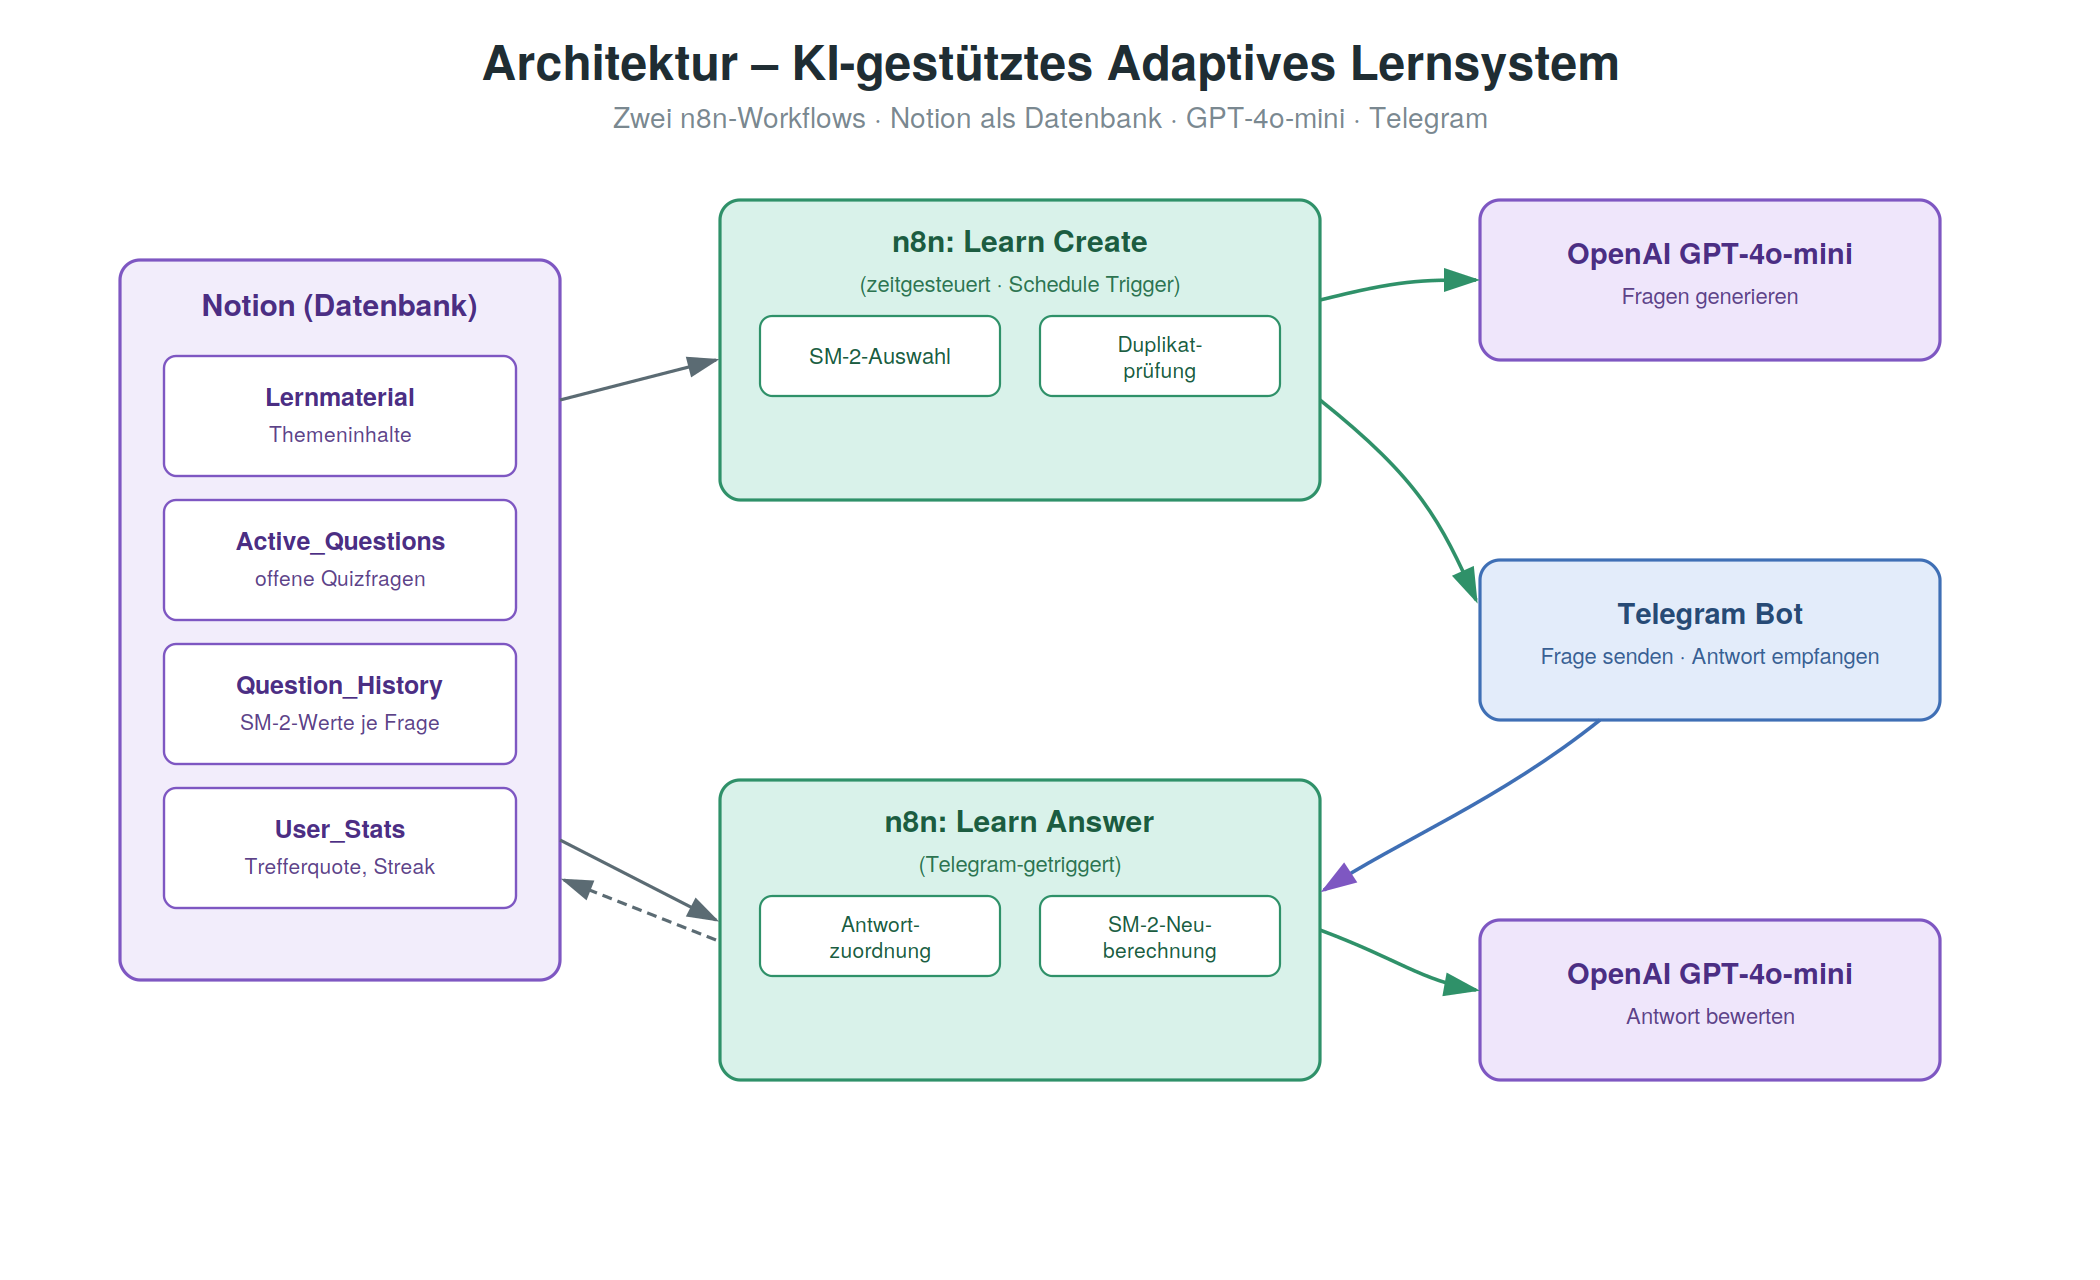 Architektur – KI-gestütztes Adaptives Lernsystem
Zwei n8n-Workflows · Notion als Datenbank · GPT-4o-mini · Telegram
Notion (Datenbank)
Lernmaterial
Themeninhalte
Active_Questions
offene Quizfragen
Question_History
SM-2-Werte je Frage
User_Stats
Trefferquote, Streak
n8n: Learn Create
(zeitgesteuert · Schedule Trigger)
SM-2-Auswahl
Duplikat-
prüfung
n8n: Learn Answer
(Telegram-getriggert)
Antwort-
zuordnung
SM-2-Neu-
berechnung
OpenAI GPT-4o-mini
Fragen generieren
Telegram Bot
Frage senden · Antwort empfangen
OpenAI GPT-4o-mini
Antwort bewerten